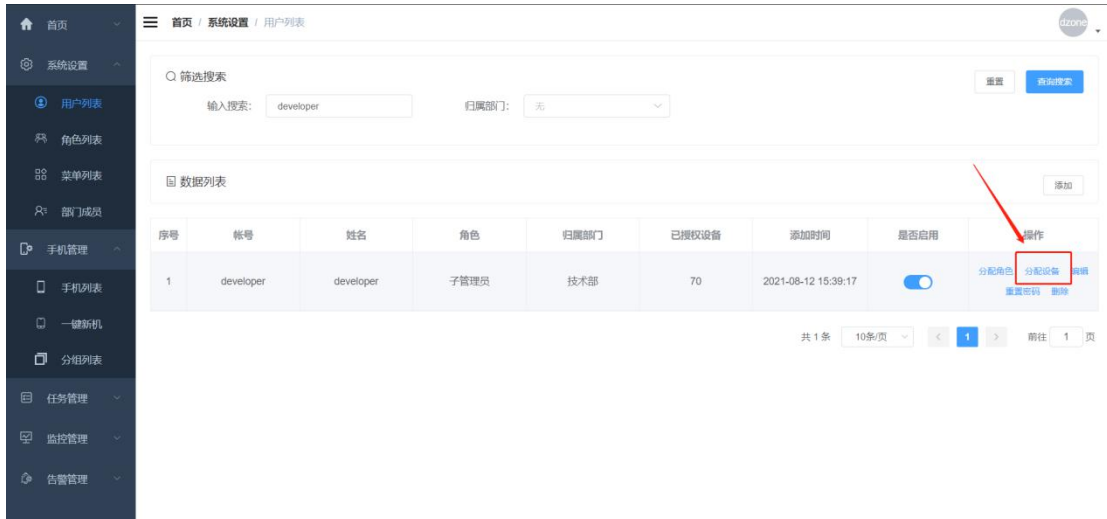 首页
系统设置
用户列表
角色列表
菜单列表
部门成员
手机管理
手机列表
一键新机
分组列表
任务管理
监控管理
告警管理
首页 / 系统设置 / 用户列表
dzone
筛选搜索
重置 查询搜索
输入搜索: developer 归属部门: 无
数据列表
添加
序号 帐号 姓名 角色 归属部门 已授权设备 添加时间 是否启用 操作
1 developer developer 子管理员 技术部 70 2021-08-12 15:39:17 分配角色 分配设备 编辑
重置密码 删除
共 1 条 10条/页 < 1 > 前往 1 页